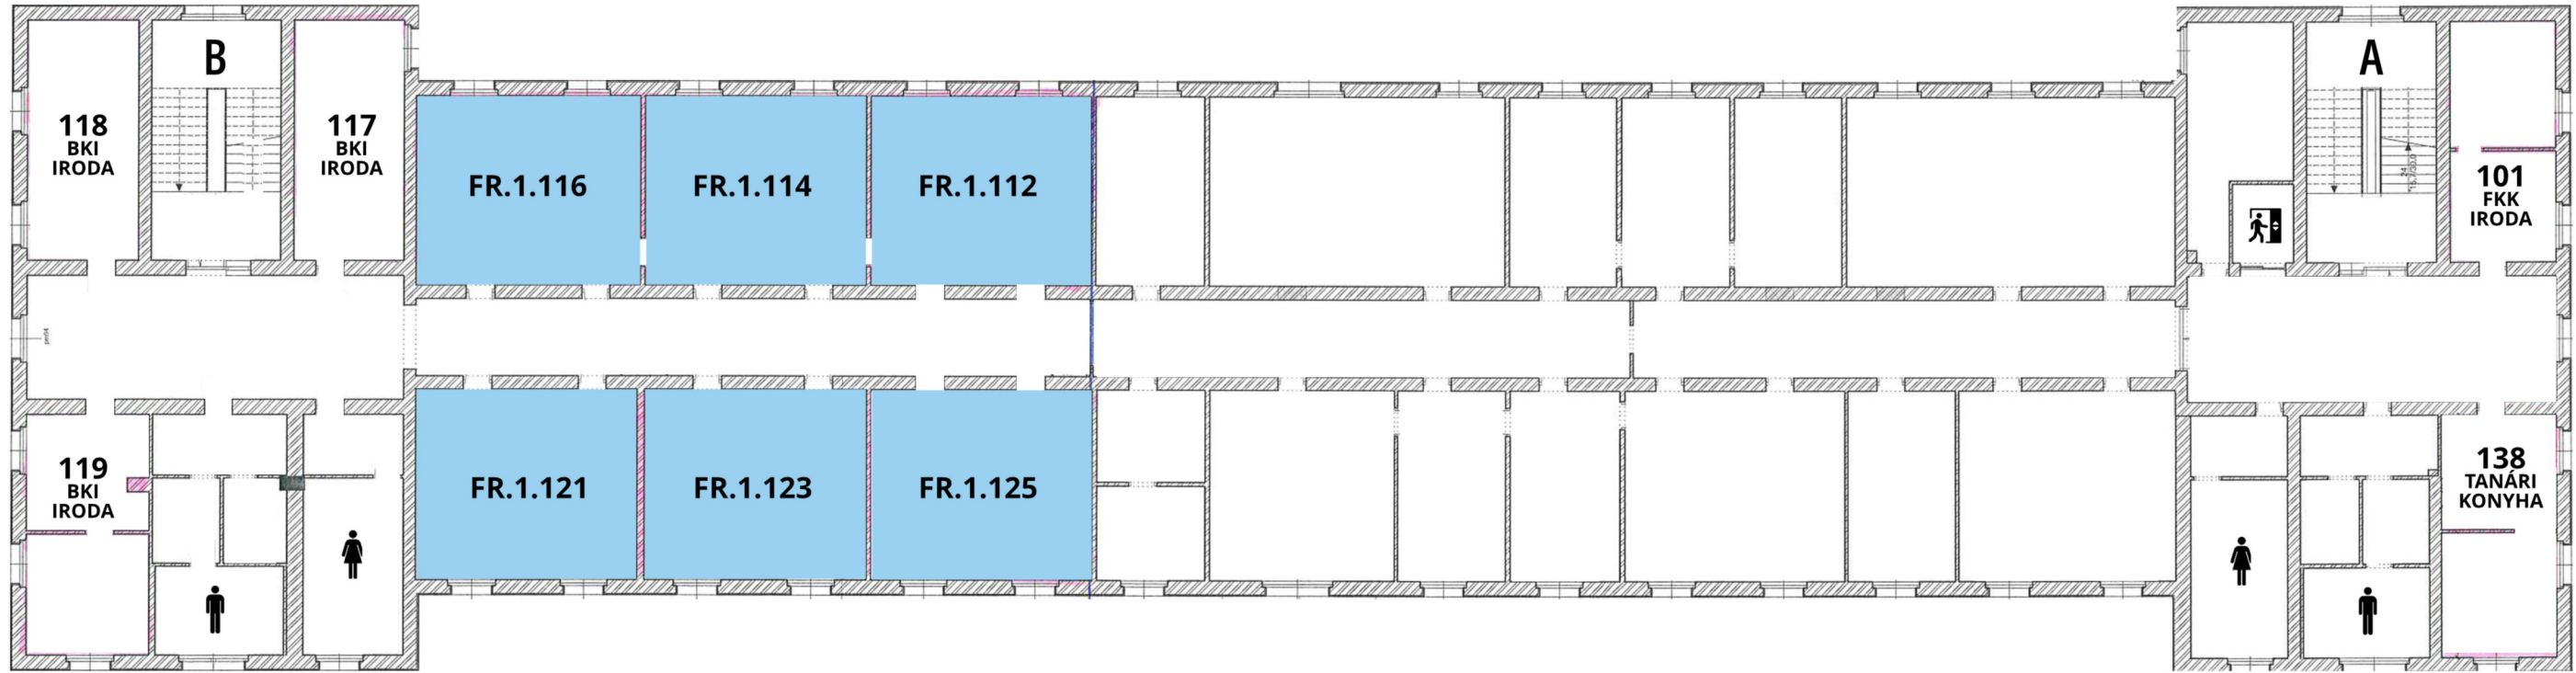 B
A
118
BKI
IRODA
117
BKI
IRODA
FR.1.116
FR.1.114
FR.1.112
101
FKK
IRODA
119
BKI
IRODA
FR.1.121
FR.1.123
FR.1.125
138
TANÁRI
KONYHA